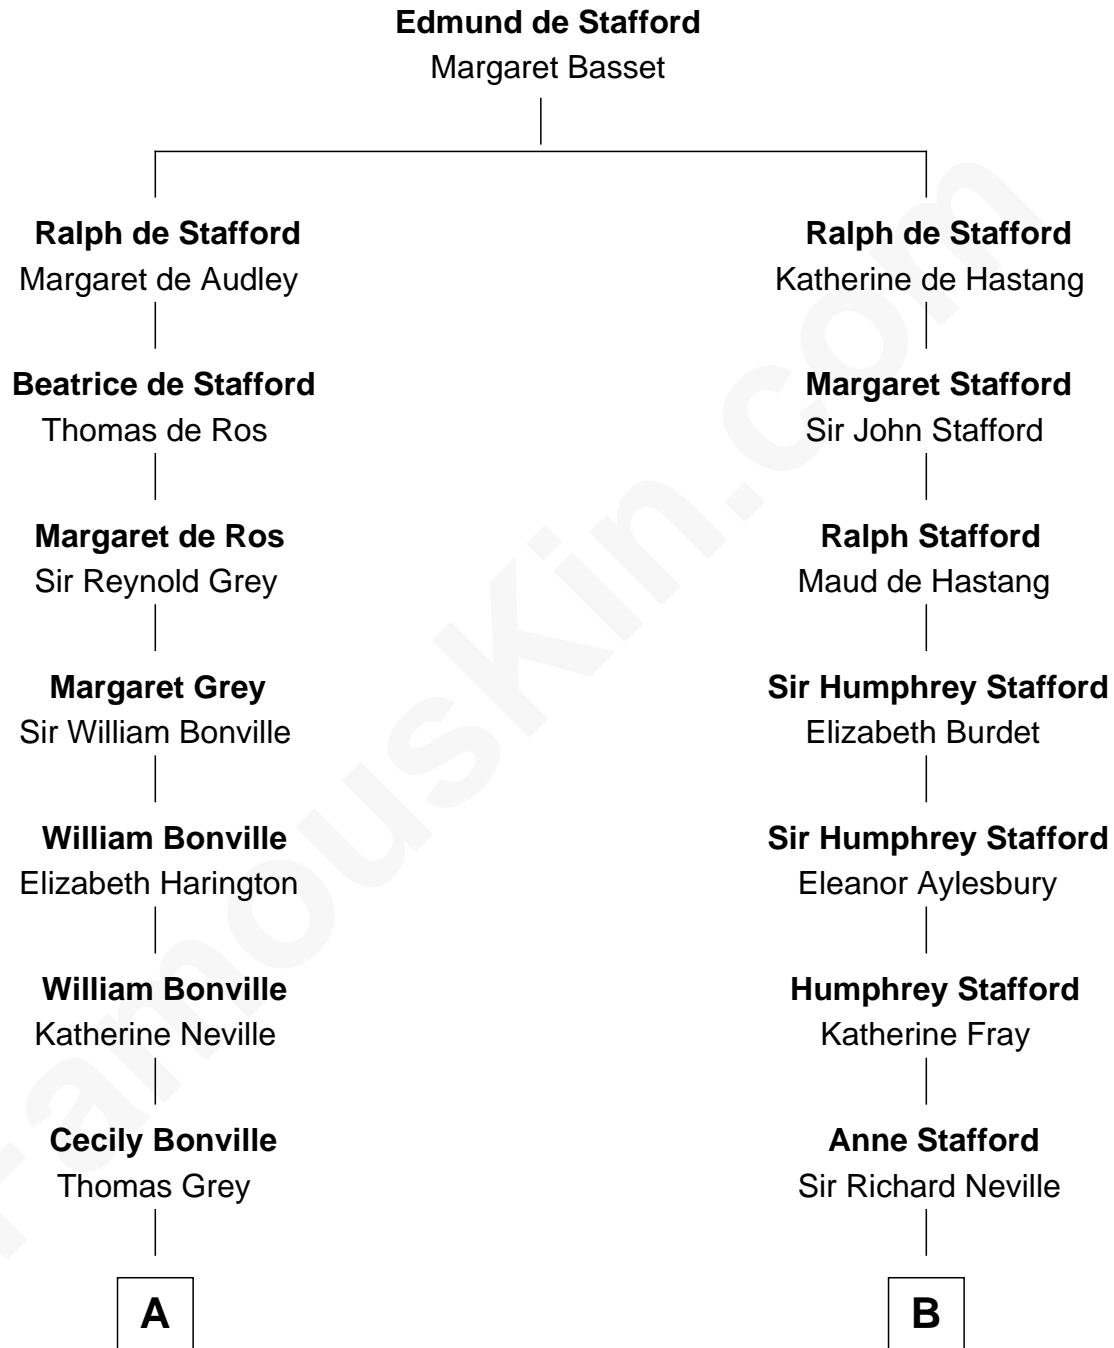 Edmund de Stafford
Margaret Basset
Ralph de Stafford
Margaret de Audley
Beatrice de Stafford
Thomas de Ros
Margaret de Ros
Sir Reynold Grey
Margaret Grey
Sir William Bonville
William Bonville
Elizabeth Harington
William Bonville
Katherine Neville
Cecily Bonville
Thomas Grey
A
Ralph de Stafford
Katherine de Hastang
Margaret Stafford
Sir John Stafford
Ralph Stafford
Maud de Hastang
Sir Humphrey Stafford
Elizabeth Burdet
Sir Humphrey Stafford
Eleanor Aylesbury
Humphrey Stafford
Katherine Fray
Anne Stafford
Sir Richard Neville
B
FamousKin.com